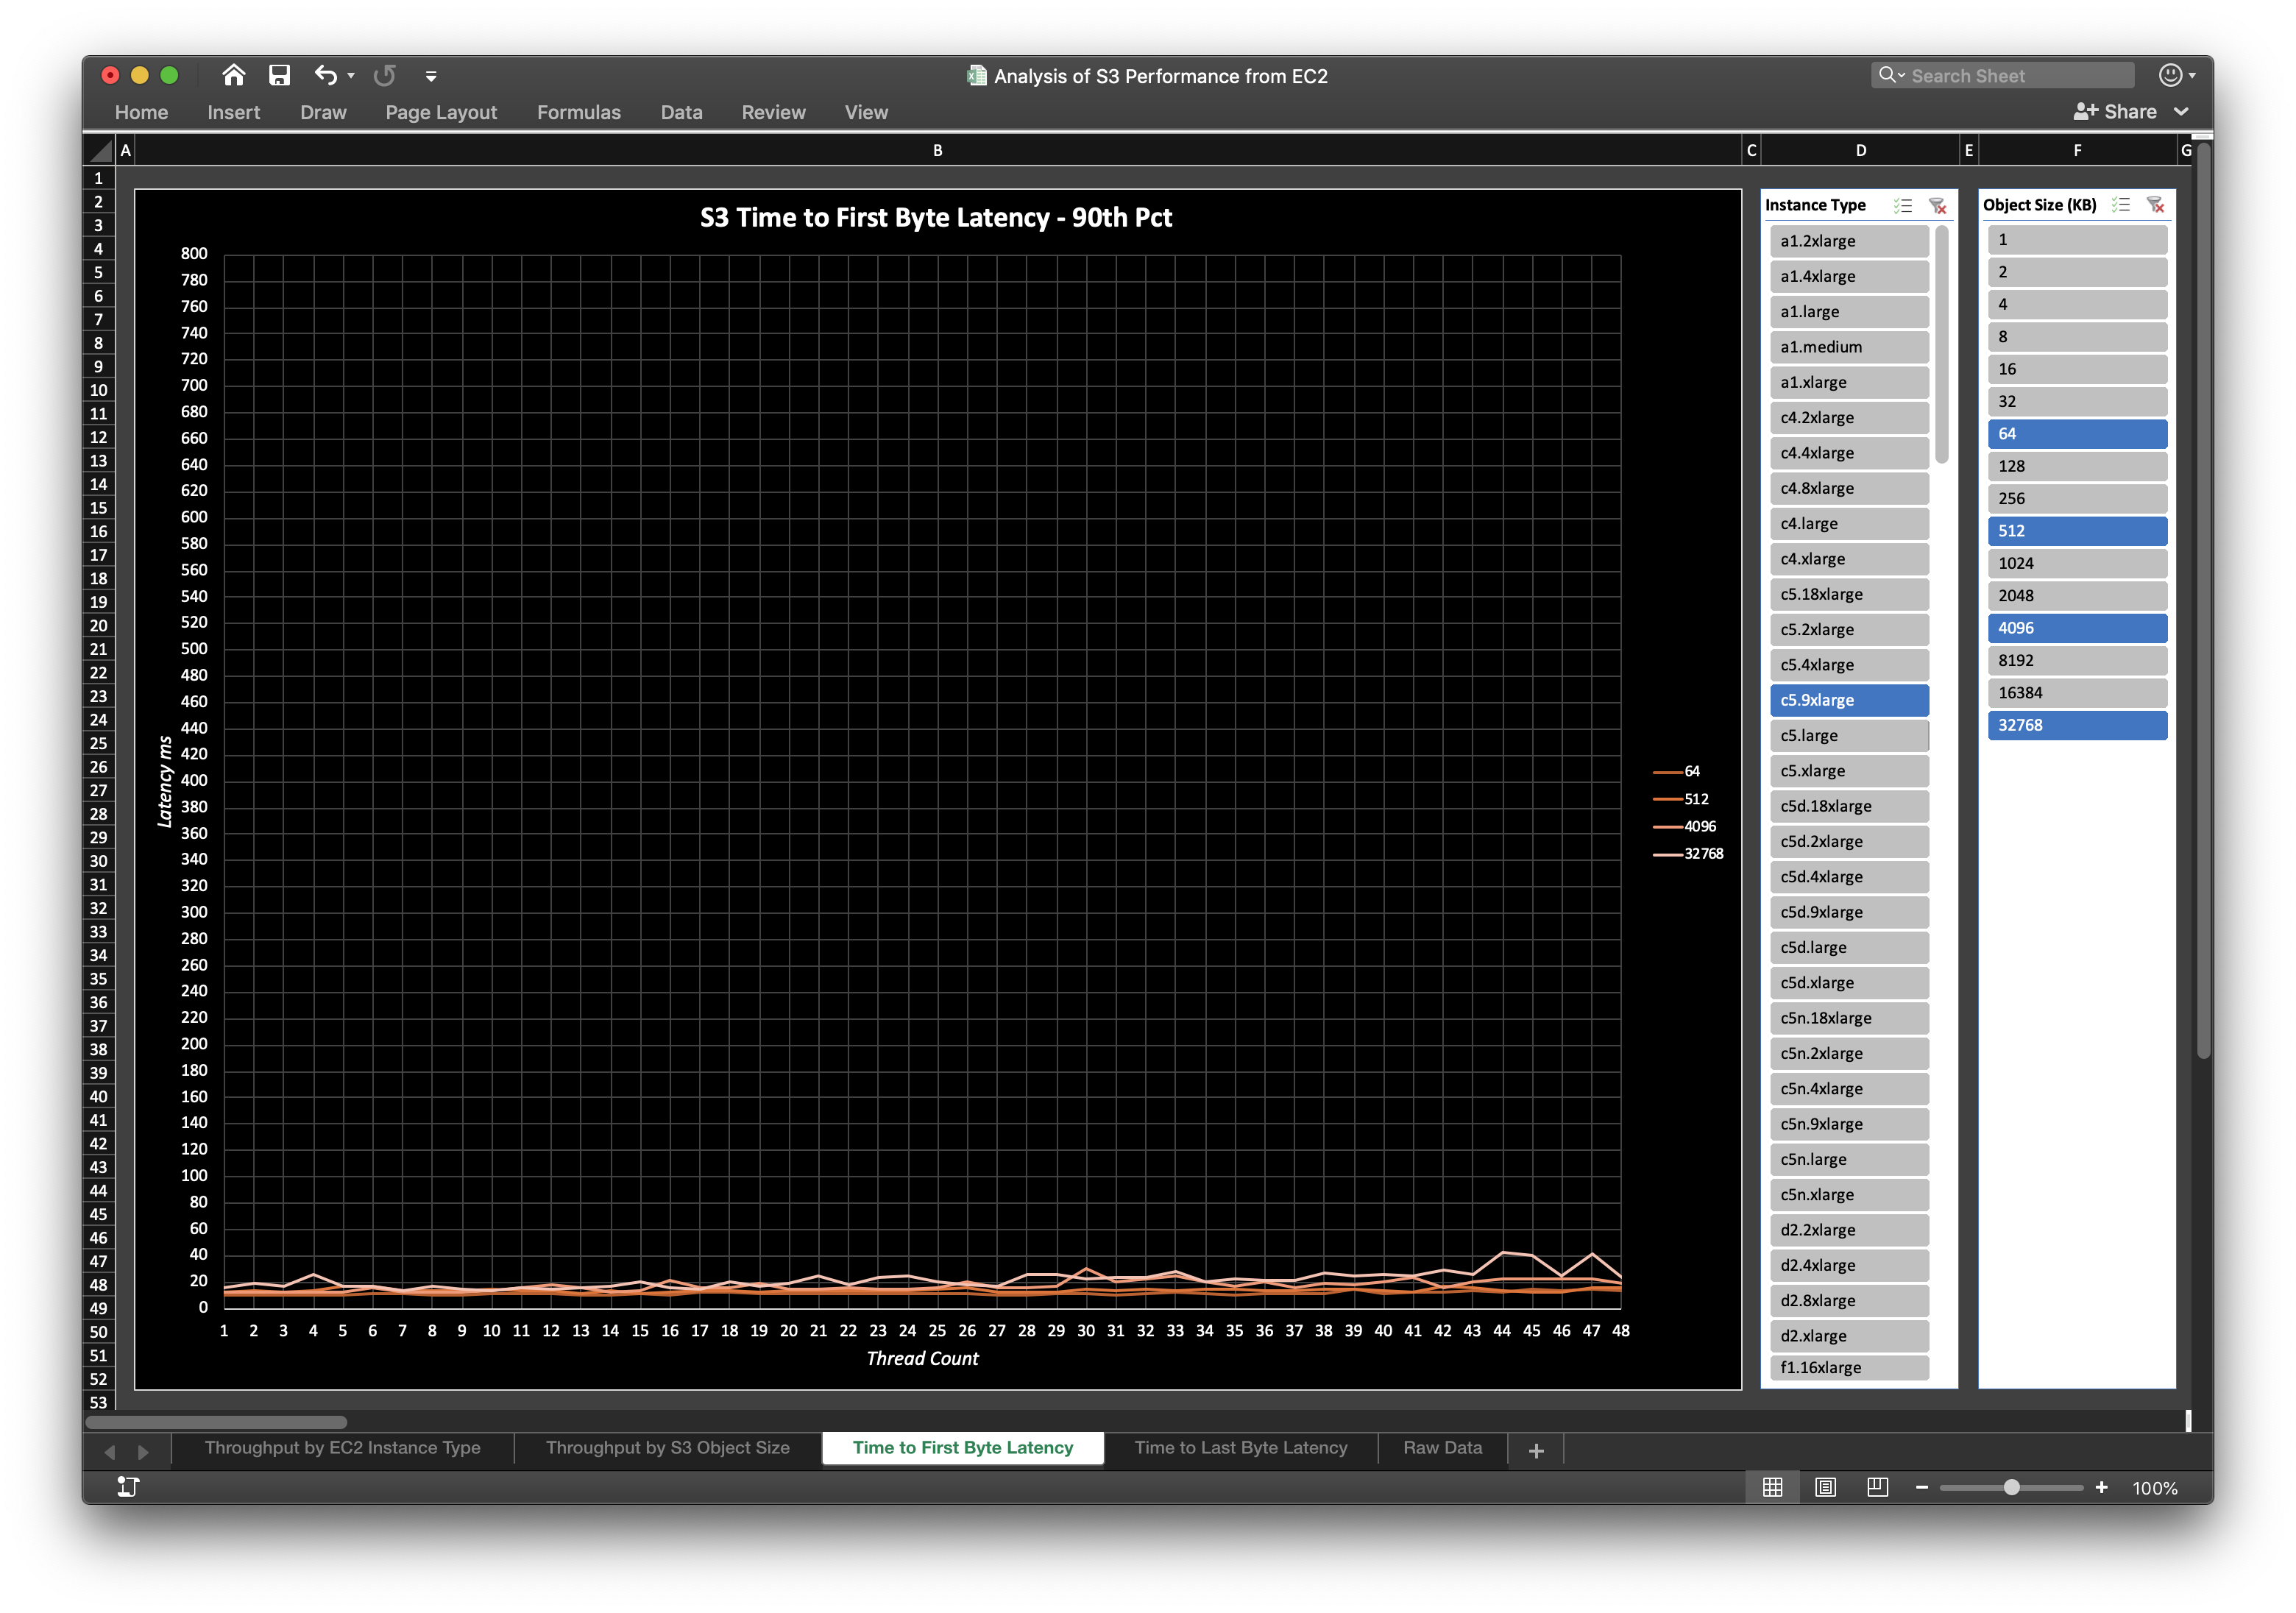 Analysis of S3 Performance from EC2
Search Sheet
Home Insert Draw Page Layout Formulas Data Review View
Share
A B C D E F G
1
2
3
4
5
6
7
8
9
10
11
12
13
14
15
16
17
18
19
20
21
22
23
24
25
26
27
28
29
30
31
32
33
34
35
36
37
38
39
40
41
42
43
44
45
46
47
48
49
50
51
52
53
S3 Time to First Byte Latency - 90th Pct
800
780
760
740
720
700
680
660
640
620
600
580
560
540
520
500
480
460
440
420
400
380
360
340
320
300
280
260
240
220
200
180
160
140
120
100
80
60
40
20
0
Latency ms
1 2 3 4 5 6 7 8 9 10 11 12 13 14 15 16 17 18 19 20 21 22 23 24 25 26 27 28 29 30 31 32 33 34 35 36 37 38 39 40 41 42 43 44 45 46 47 48
Thread Count
64
512
4096
32768
Instance Type
a1.2xlarge
a1.4xlarge
a1.large
a1.medium
a1.xlarge
c4.2xlarge
c4.4xlarge
c4.8xlarge
c4.large
c4.xlarge
c5.18xlarge
c5.2xlarge
c5.4xlarge
c5.9xlarge
c5.large
c5.xlarge
c5d.18xlarge
c5d.2xlarge
c5d.4xlarge
c5d.9xlarge
c5d.large
c5d.xlarge
c5n.18xlarge
c5n.2xlarge
c5n.4xlarge
c5n.9xlarge
c5n.large
c5n.xlarge
d2.2xlarge
d2.4xlarge
d2.8xlarge
d2.xlarge
f1.16xlarge
Object Size (KB)
1
2
4
8
16
32
64
128
256
512
1024
2048
4096
8192
16384
32768
Throughput by EC2 Instance Type
Throughput by S3 Object Size
Time to First Byte Latency
Time to Last Byte Latency
Raw Data
100%